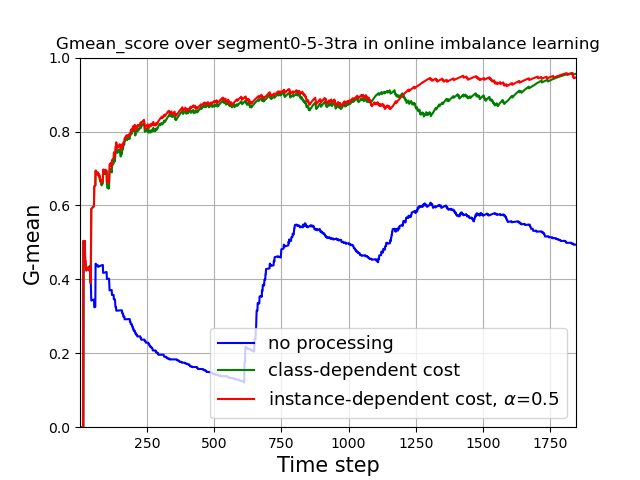 Gmean_score over segment0-5-3tra in online imbalance learning
1.0
0.8
0.6
0.4
0.2
0.0
G-mean
no processing
class-dependent cost
instance-dependent cost, α=0.5
250 500 750 1000 1250 1500 1750
Time step